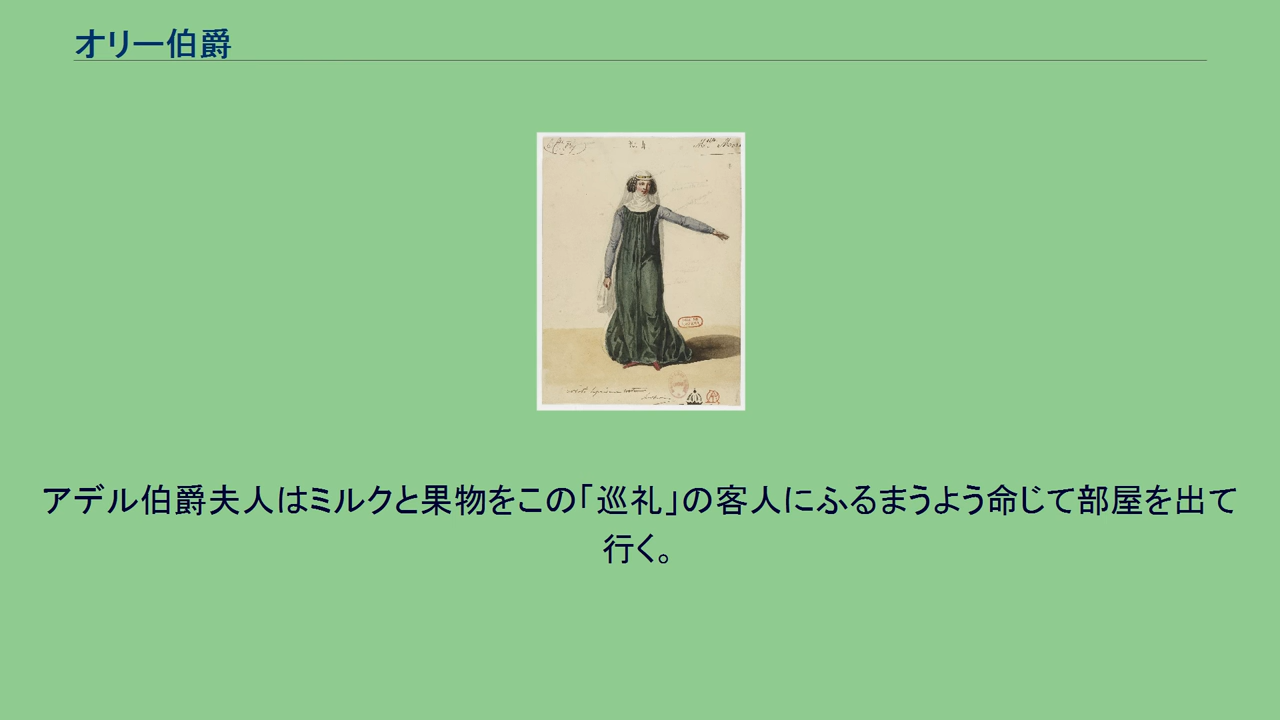 オリー伯爵
アデル伯爵夫人はミルクと果物をこの「巡礼」の客人にふるまうよう命じて部屋を出て
行く。